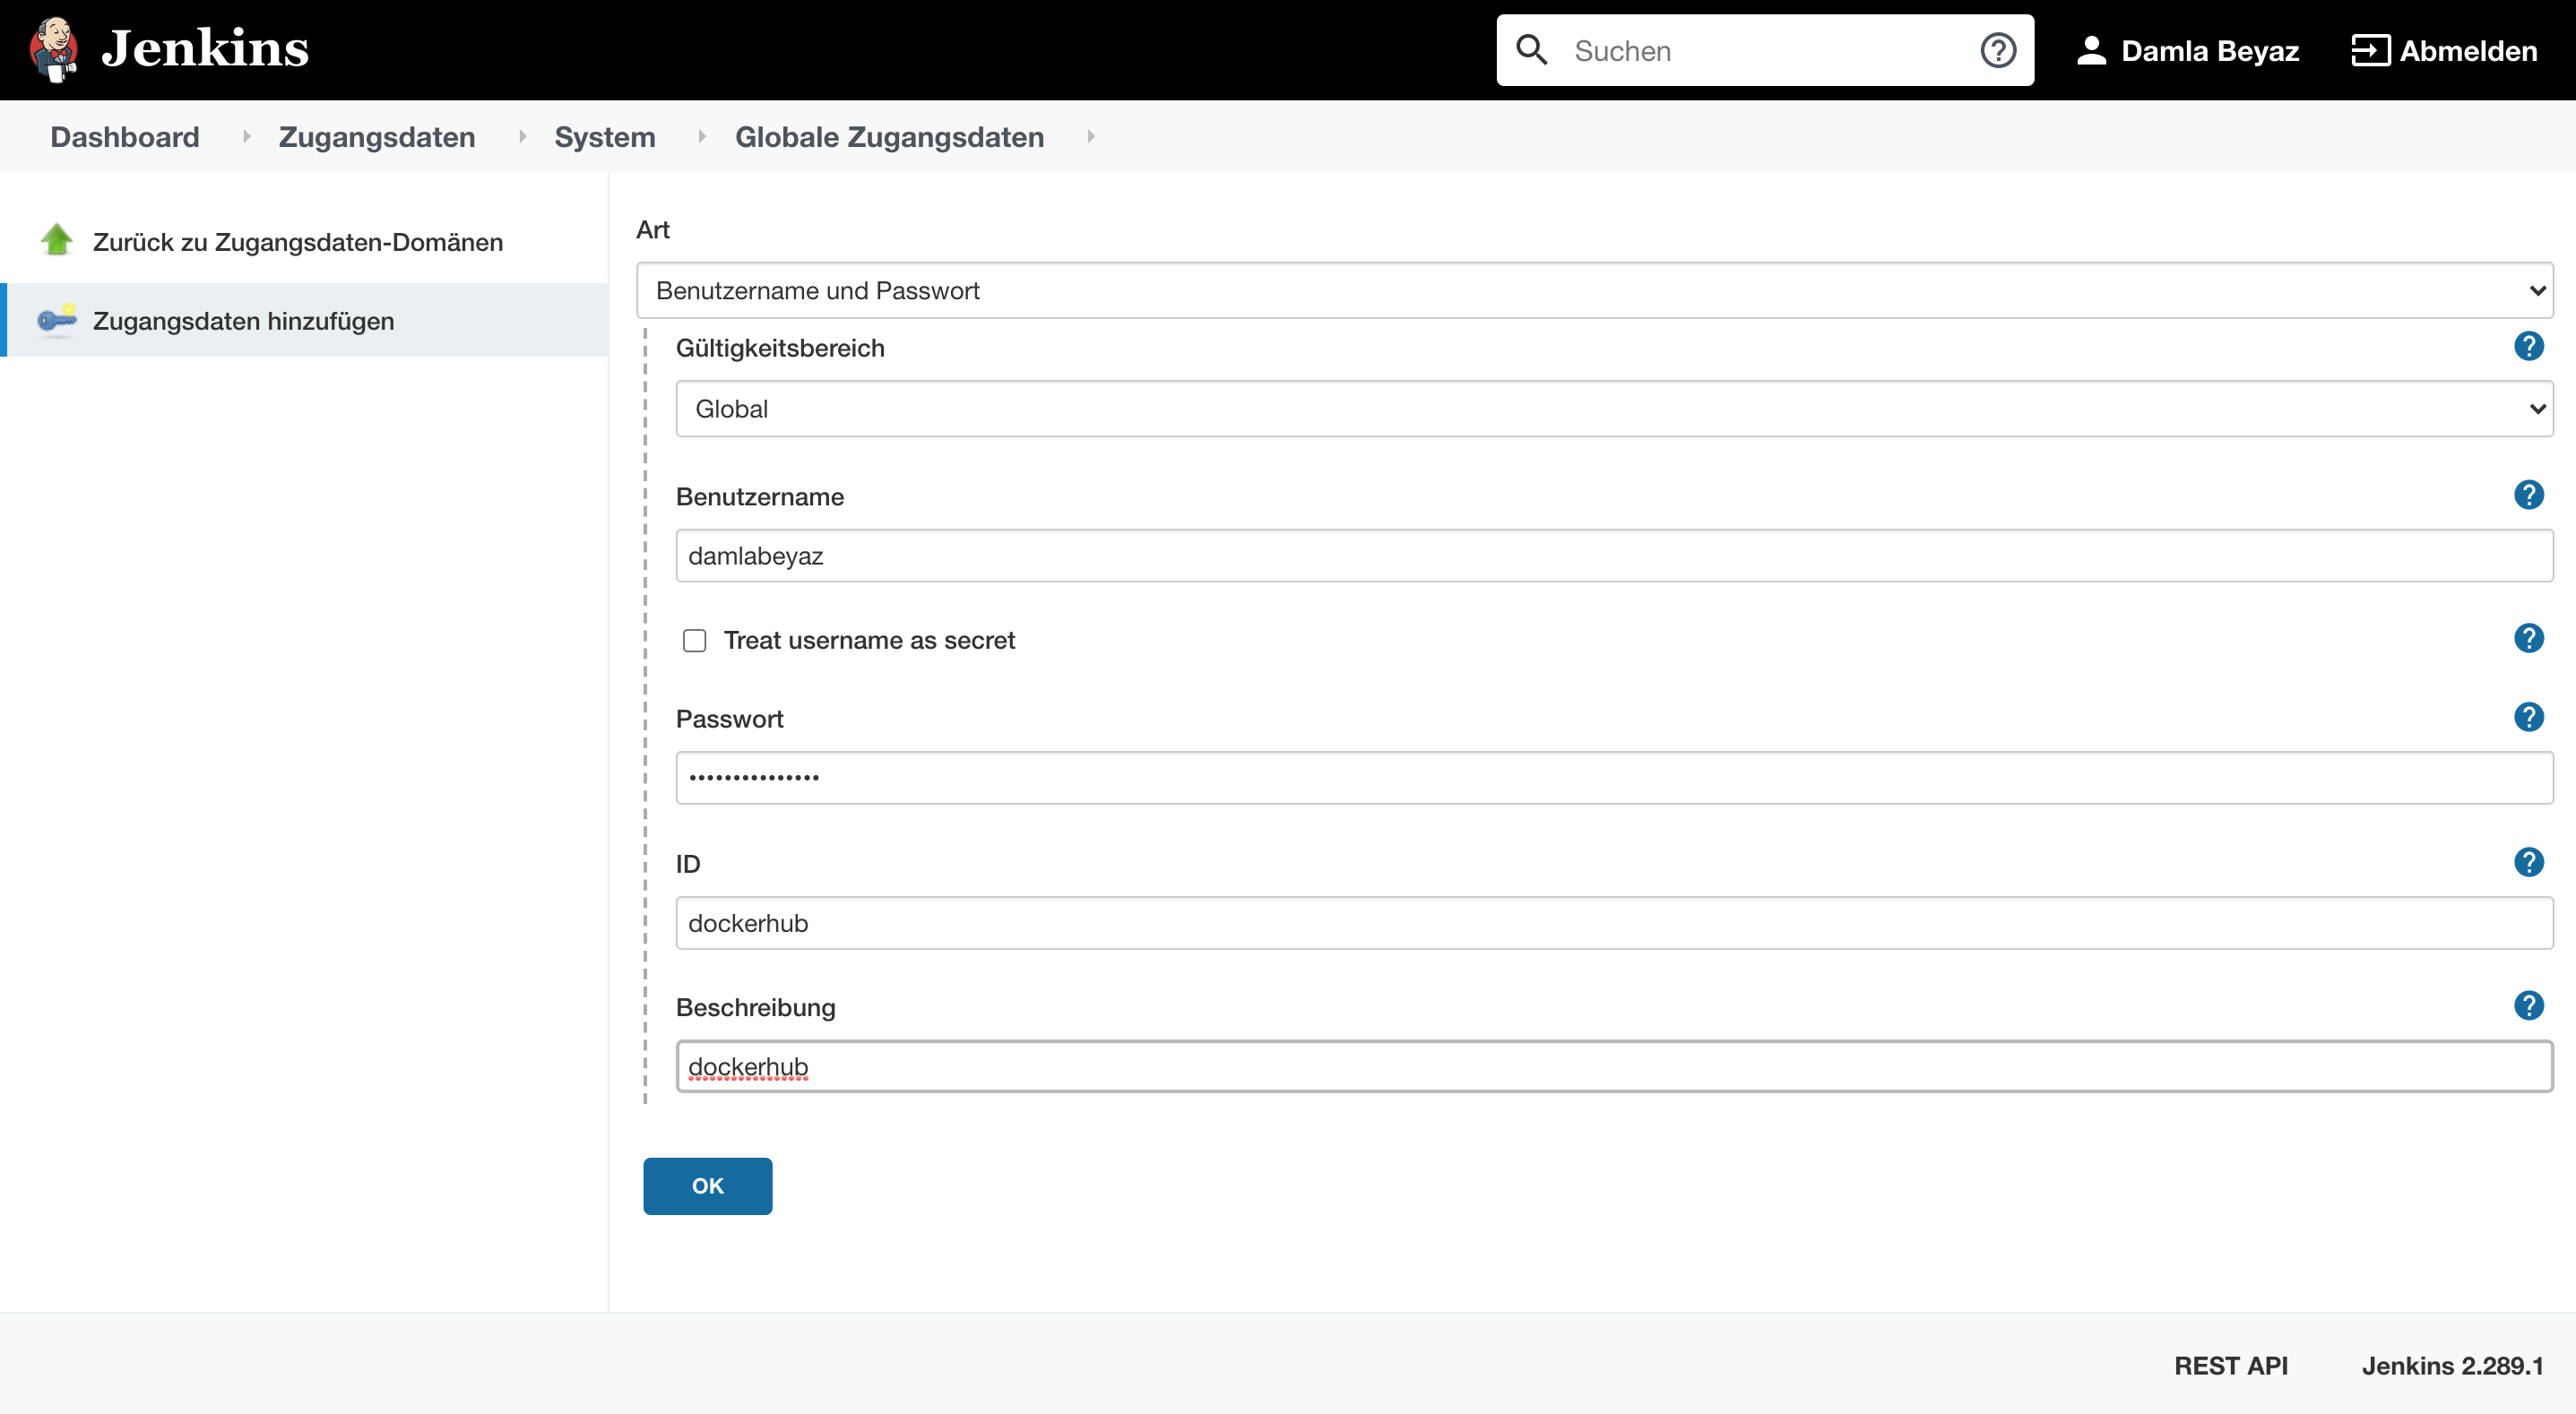 Jenkins
Suchen
Damla Beyaz
Abmelden
Dashboard
Zugangsdaten
System
Globale Zugangsdaten
Zurück zu Zugangsdaten-Domänen
Zugangsdaten hinzufügen
Art
Benutzername und Passwort
Gültigkeitsbereich
Global
Benutzername
damlabeyaz
Treat username as secret
Passwort
•••••••••••••••
ID
dockerhub
Beschreibung
dockerhub
OK
REST API
Jenkins 2.289.1